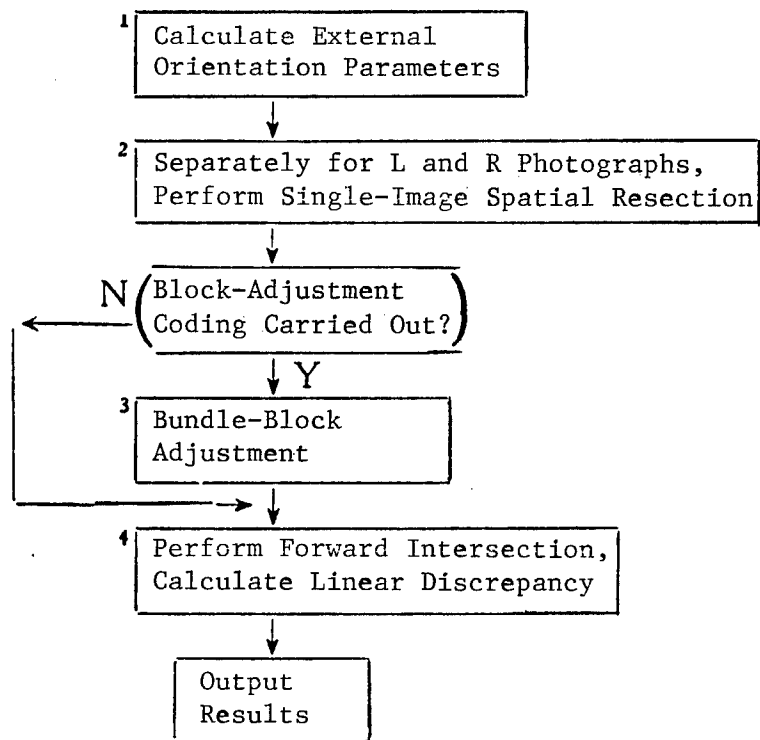 1
Calculate External
Orientation Parameters
2
Separately for L and R Photographs,
Perform Single-Image Spatial Resection
N
Block-Adjustment
Coding Carried Out?
Y
3
Bundle-Block
Adjustment
4
Perform Forward Intersection,
Calculate Linear Discrepancy
Output
Results